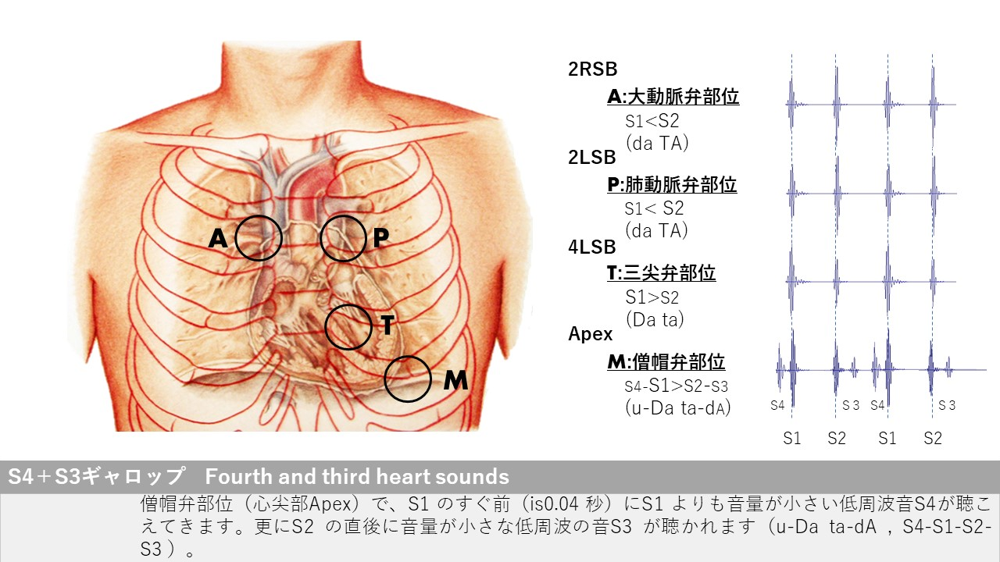 A
P
T
M
2RSB
A:大動脈弁部位
S1<S2
(da TA)
2LSB
P:肺動脈弁部位
S1< S2
(da TA)
4LSB
T:三尖弁部位
S1>S2
(Da ta)
Apex
M:僧帽弁部位
S4-S1>S2-S3
(u-Da ta-dA)
S4 S 3 S4 S 3
S1 S2 S1 S2
S4＋S3ギャロップ Fourth and third heart sounds
僧帽弁部位（心尖部Apex）で、S1 のすぐ前（is0.04 秒）にS1 よりも音量が小さい低周波音S4が聴こ
えてきます。更にS2 の直後に音量が小さな低周波の音S3 が聴かれます（u-Da ta-dA , S4-S1-S2-
S3 ）。